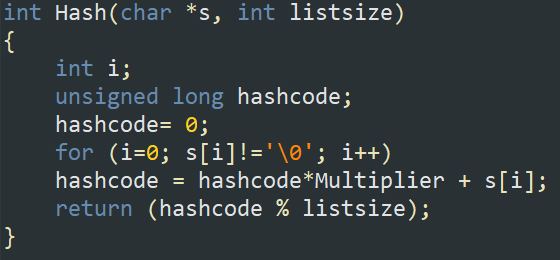 int Hash(char *s, int listsize)
{
    int i;
    unsigned long hashcode;
    hashcode= 0;
    for (i=0; s[i]!='\0'; i++)
    hashcode = hashcode*Multiplier + s[i];
    return (hashcode % listsize);
}